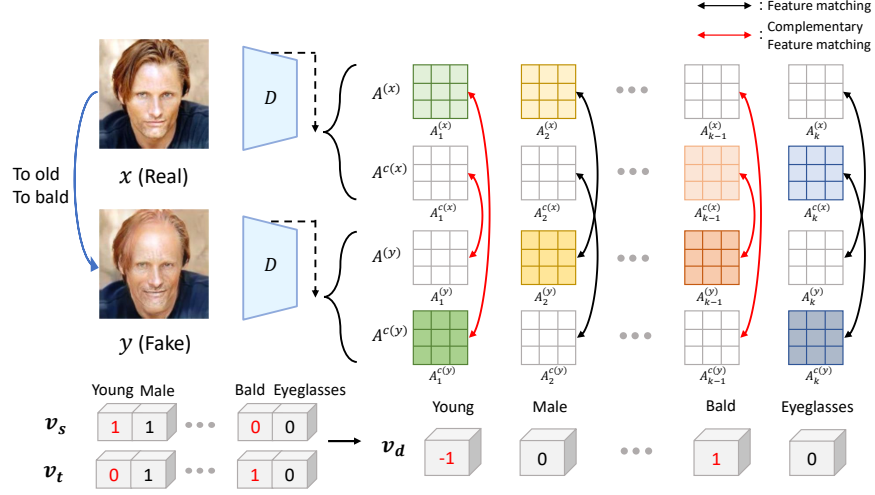 : Feature matching
: Complementary
Feature matching
D
A^(x)
A_1^(x)
A_2^(x)
A_{k-1}^(x)
A_k^(x)
To old
To bald
x (Real)
A^{c(x)}
A_1^{c(x)}
A_2^{c(x)}
A_{k-1}^{c(x)}
A_k^{c(x)}
D
A^(y)
A_1^(y)
A_2^(y)
A_{k-1}^(y)
A_k^(y)
y (Fake)
A^{c(y)}
A_1^{c(y)}
A_2^{c(y)}
A_{k-1}^{c(y)}
A_k^{c(y)}
Young Male Bald Eyeglasses
v_s 1 1 0 0
v_t 0 1 1 0
Young Male Bald Eyeglasses
v_d -1 0 1 0